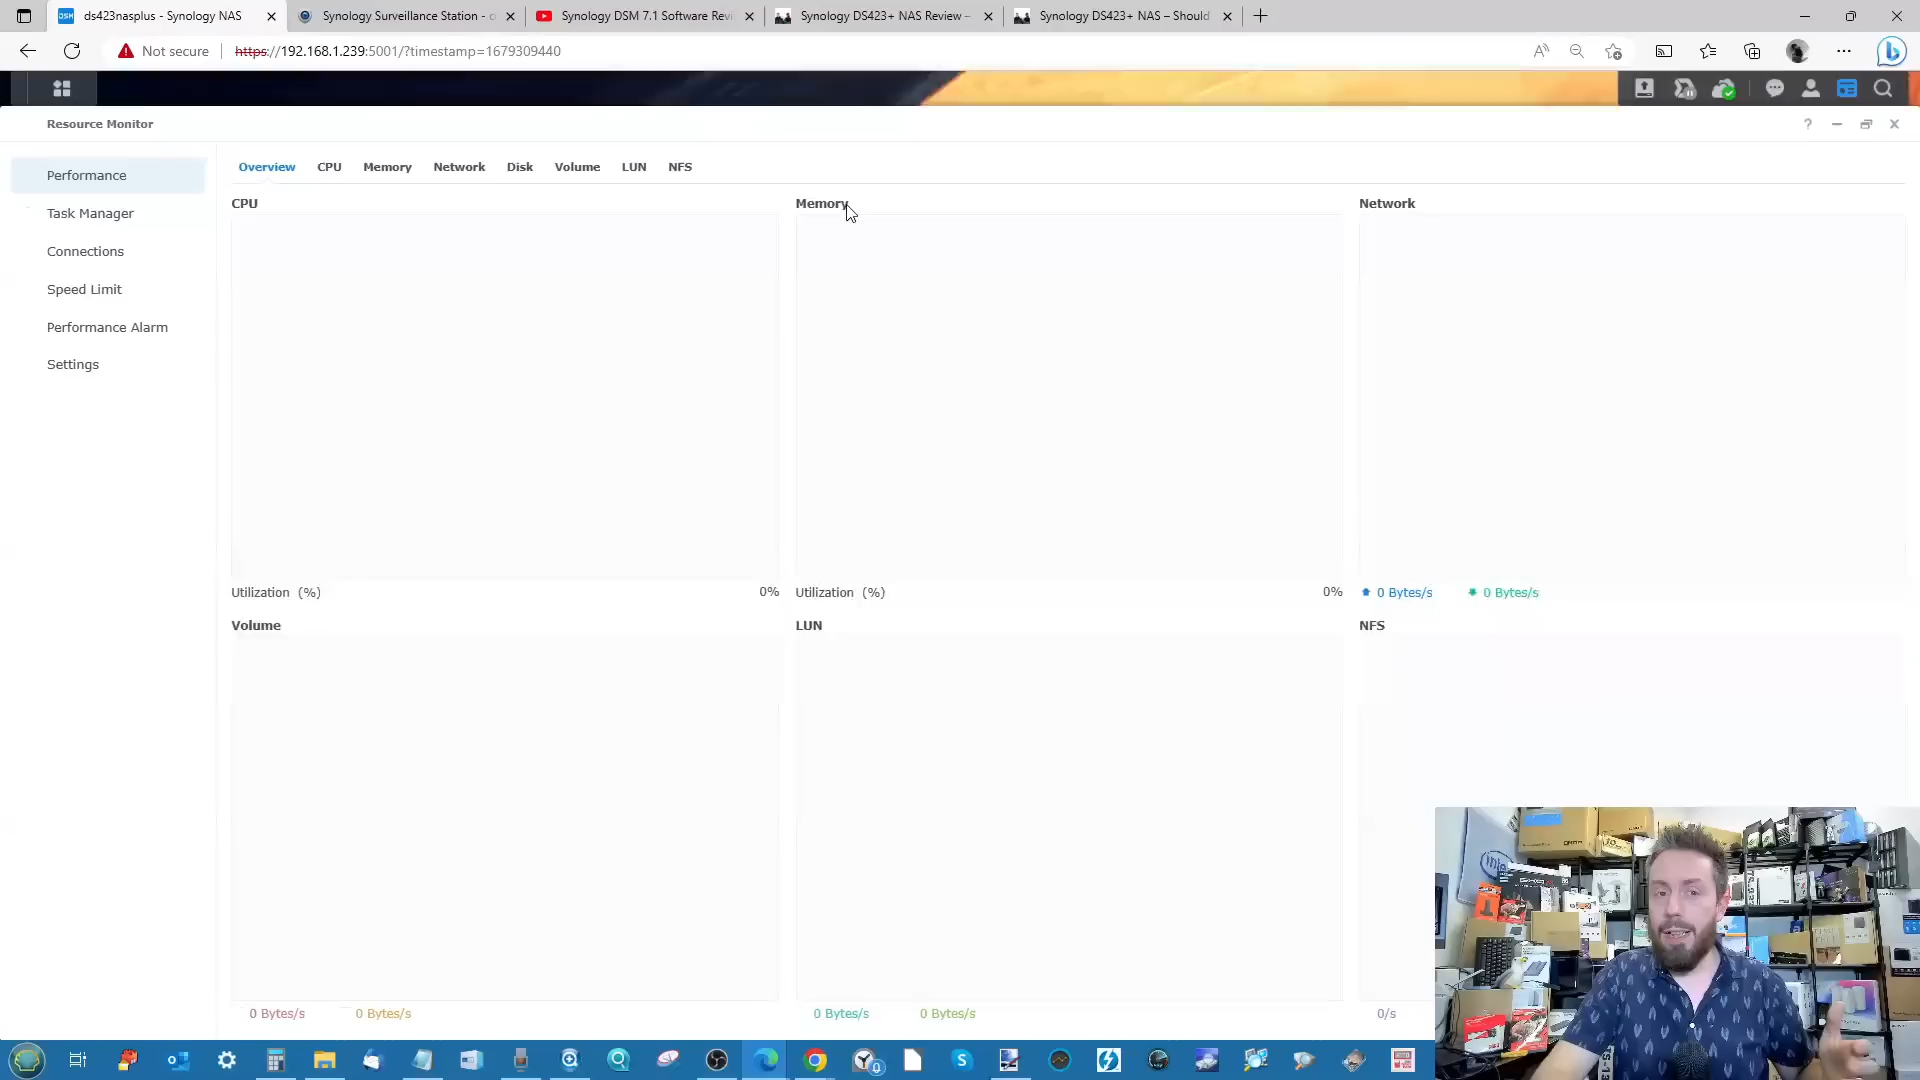 ds423nasplus - Synology NAS
Synology Surveillance Station - o
Synology DSM 7.1 Software Revi
Synology DS423+ NAS Review –
Synology DS423+ NAS – Should
Not secure
https://192.168.1.239:5001/?timestamp=1679309440
Resource Monitor
Performance
Task Manager
Connections
Speed Limit
Performance Alarm
Settings
Overview CPU Memory Network Disk Volume LUN NFS
CPU
Memory
Network
Utilization (%) 0%
Utilization (%) 0%
0 Bytes/s 0 Bytes/s
Volume
LUN
NFS
0 Bytes/s 0 Bytes/s
0 Bytes/s 0 Bytes/s
0/s